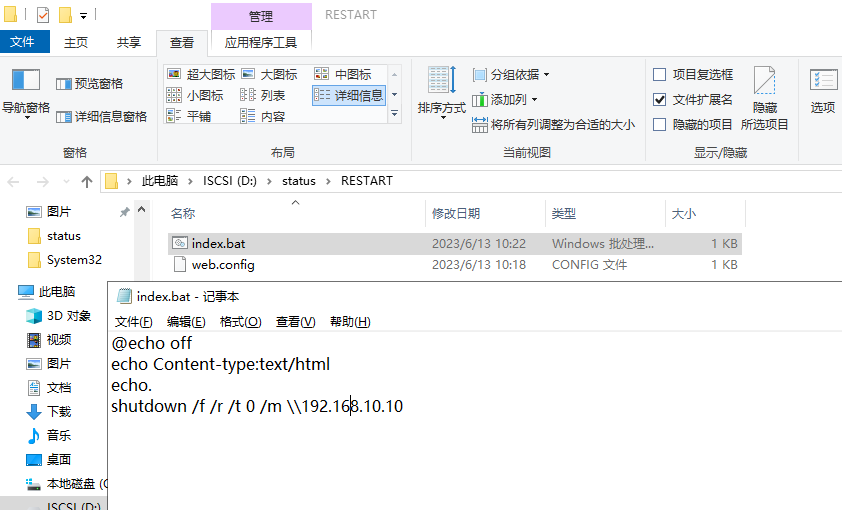 管理 RESTART
文件 主页 共享 查看 应用程序工具
导航窗格 预览窗格 详细信息窗格
窗格
超大图标 大图标 中图标
小图标 列表 详细信息
平铺 内容
布局
排序方式 分组依据
添加列
将所有列调整为合适的大小
当前视图
项目复选框
文件扩展名
隐藏的项目
隐藏
所选项目
显示/隐藏
选项
此电脑 ISCSI (D:) status RESTART
图片
status
System32
此电脑
3D 对象
视频
图片
文档
下载
音乐
桌面
本地磁盘 (C
ISCSI (D:)
名称 修改日期 类型 大小
index.bat 2023/6/13 10:22 Windows 批处理... 1 KB
web.config 2023/6/13 10:18 CONFIG 文件 1 KB
index.bat - 记事本
文件(F) 编辑(E) 格式(O) 查看(V) 帮助(H)
@echo off
echo Content-type:text/html
echo.
shutdown /f /r /t 0 /m \\192.168.10.10